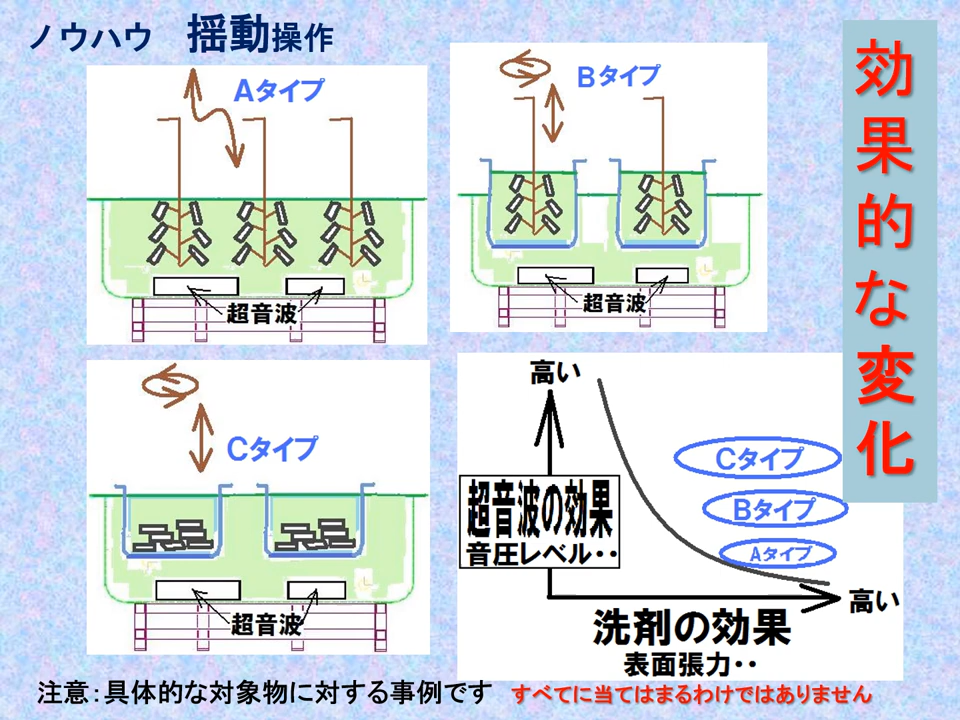 ノウハウ 揺動操作
Aタイプ
超音波
Bタイプ
超音波
効果的な変化
Cタイプ
超音波
高い
Cタイプ
Bタイプ
Aタイプ
超音波の効果
音圧レベル・・
高い
洗剤の効果
表面張力・・
注意:具体的な対象物に対する事例です すべてに当てはまるわけではありません